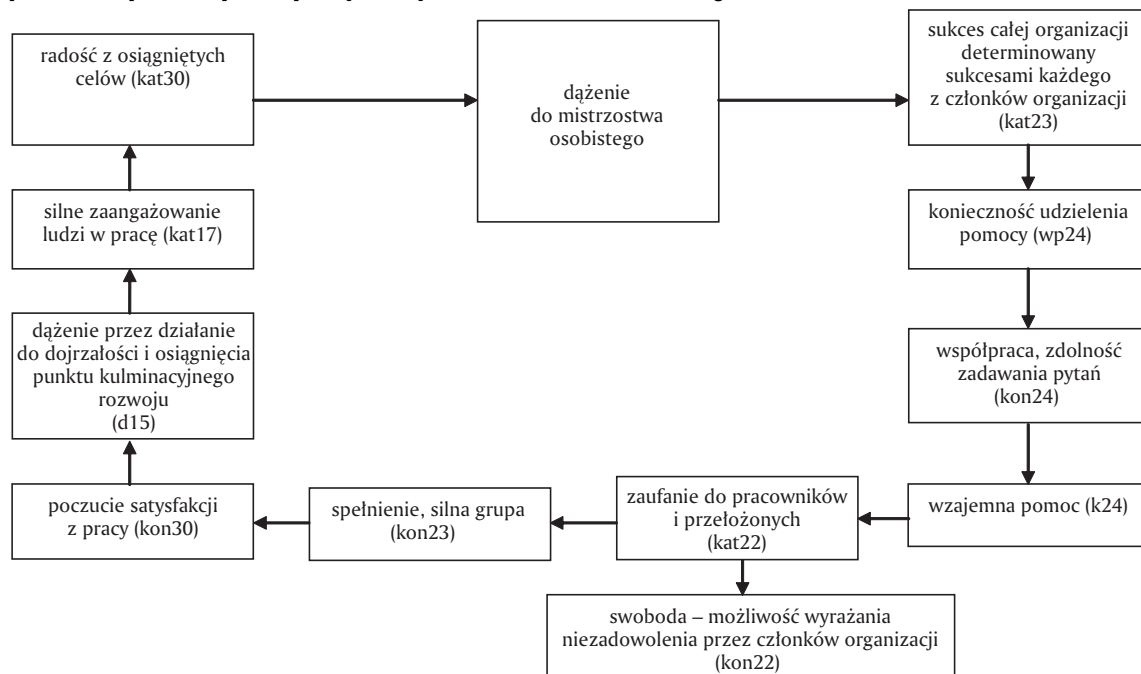 radość z osiągniętych
celów (kat30)
dążenie
do mistrzostwa
osobistego
sukces całej organizacji
determinowany
sukcesami każdego
z członków organizacji
(kat23)
silne zaangażowanie
ludzi w pracę (kat17)
konieczność udzielenia
pomocy (wp24)
dążenie przez działanie
do dojrzałości i osiągnięcia
punktu kulminacyjnego
rozwoju
(d15)
współpraca, zdolność
zadawania pytań
(kon24)
poczucie satysfakcji
z pracy (kon30)
spełnienie, silna grupa
(kon23)
zaufanie do pracowników
i przełożonych
(kat22)
wzajemna pomoc (k24)
swoboda – możliwość wyrażania
niezadowolenia przez członków organizacji
(kon22)